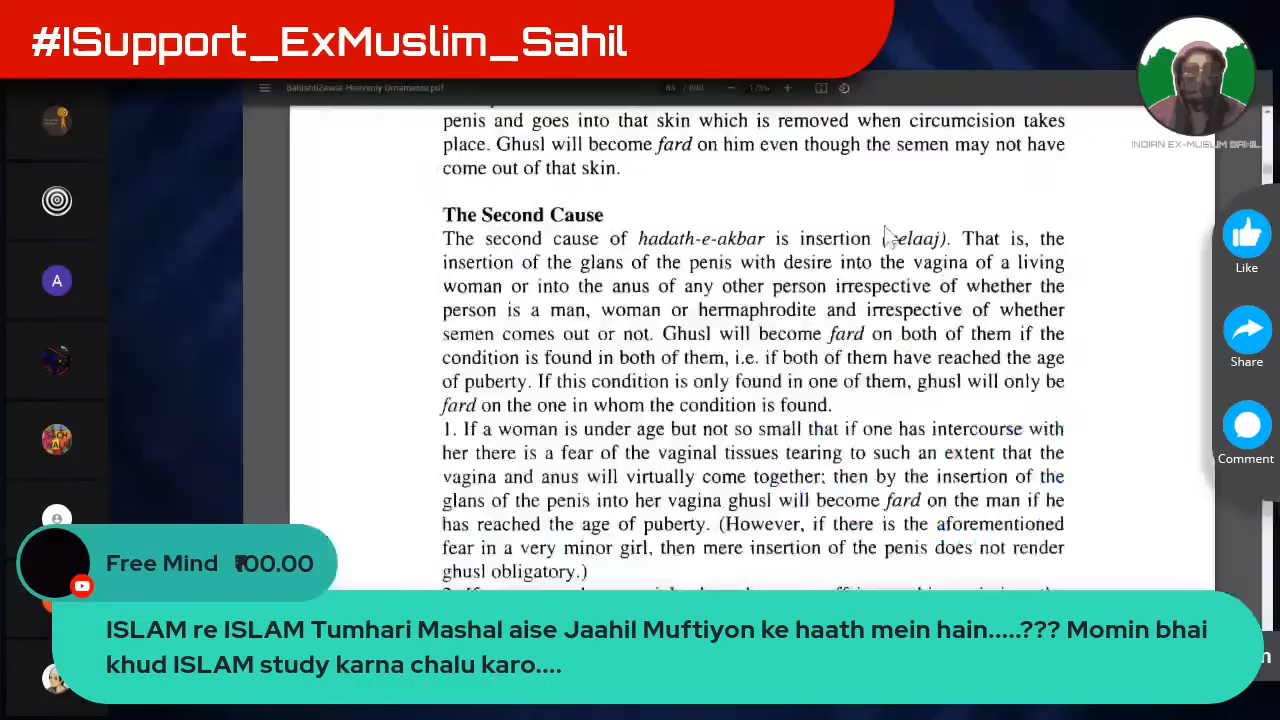 #ISupport_ExMuslim_Sahil
INDIAN EX-MUSLIM SAHIL
BahishtiZewar-Heavenly Ornaments.pdf
penis and goes into that skin which is removed when circumcision takes
place. Ghusl will become fard on him even though the semen may not have
come out of that skin.
The Second Cause
The second cause of hadath-e-akbar is insertion. That is, the
insertion of the glans of the penis with desire into the vagina of a living
woman or into the anus of any other person irrespective of whether the
person is a man, woman or hermaphrodite and irrespective of whether
semen comes out or not. Ghusl will become fard on both of them if the
condition is found in both of them, i.e. if both of them have reached the age
of puberty. If this condition is only found in one of them, ghusl will only be
fard on the one in whom the condition is found.
1. If a woman is under age but not so small that if one has intercourse with
her there is a fear of the vaginal tissues tearing to such an extent that the
vagina and anus will virtually come together; then by the insertion of the
glans of the penis into her vagina ghusl will become fard on the man if he
has reached the age of puberty. (However, if there is the aforementioned
fear in a very minor girl, then mere insertion of the penis does not render
ghusl obligatory.)
A
SACH
WALK
Like
Share
Comment
Free Mind 00.00
ISLAM re ISLAM Tumhari Mashal aise Jaahil Muftiyon ke haath mein hain.....??? Momin bhai
khud ISLAM study karna chalu karo....